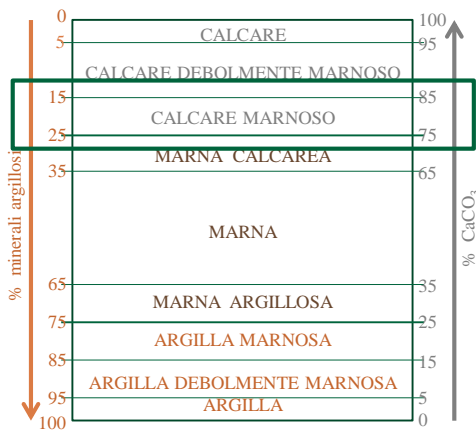 0 CALCARE 100
5 95
CALCARE DEBOLMENTE MARNOSO
15 85
CALCARE MARNOSO
25 75
MARNA CALCAREA
35 65
MARNA
65 35
MARNA ARGILLOSA
75 25
ARGILLA MARNOSA
85 15
ARGILLA DEBOLMENTE MARNOSA
95 5
ARGILLA
100 0
% minerali argillosi
% CaCO₃